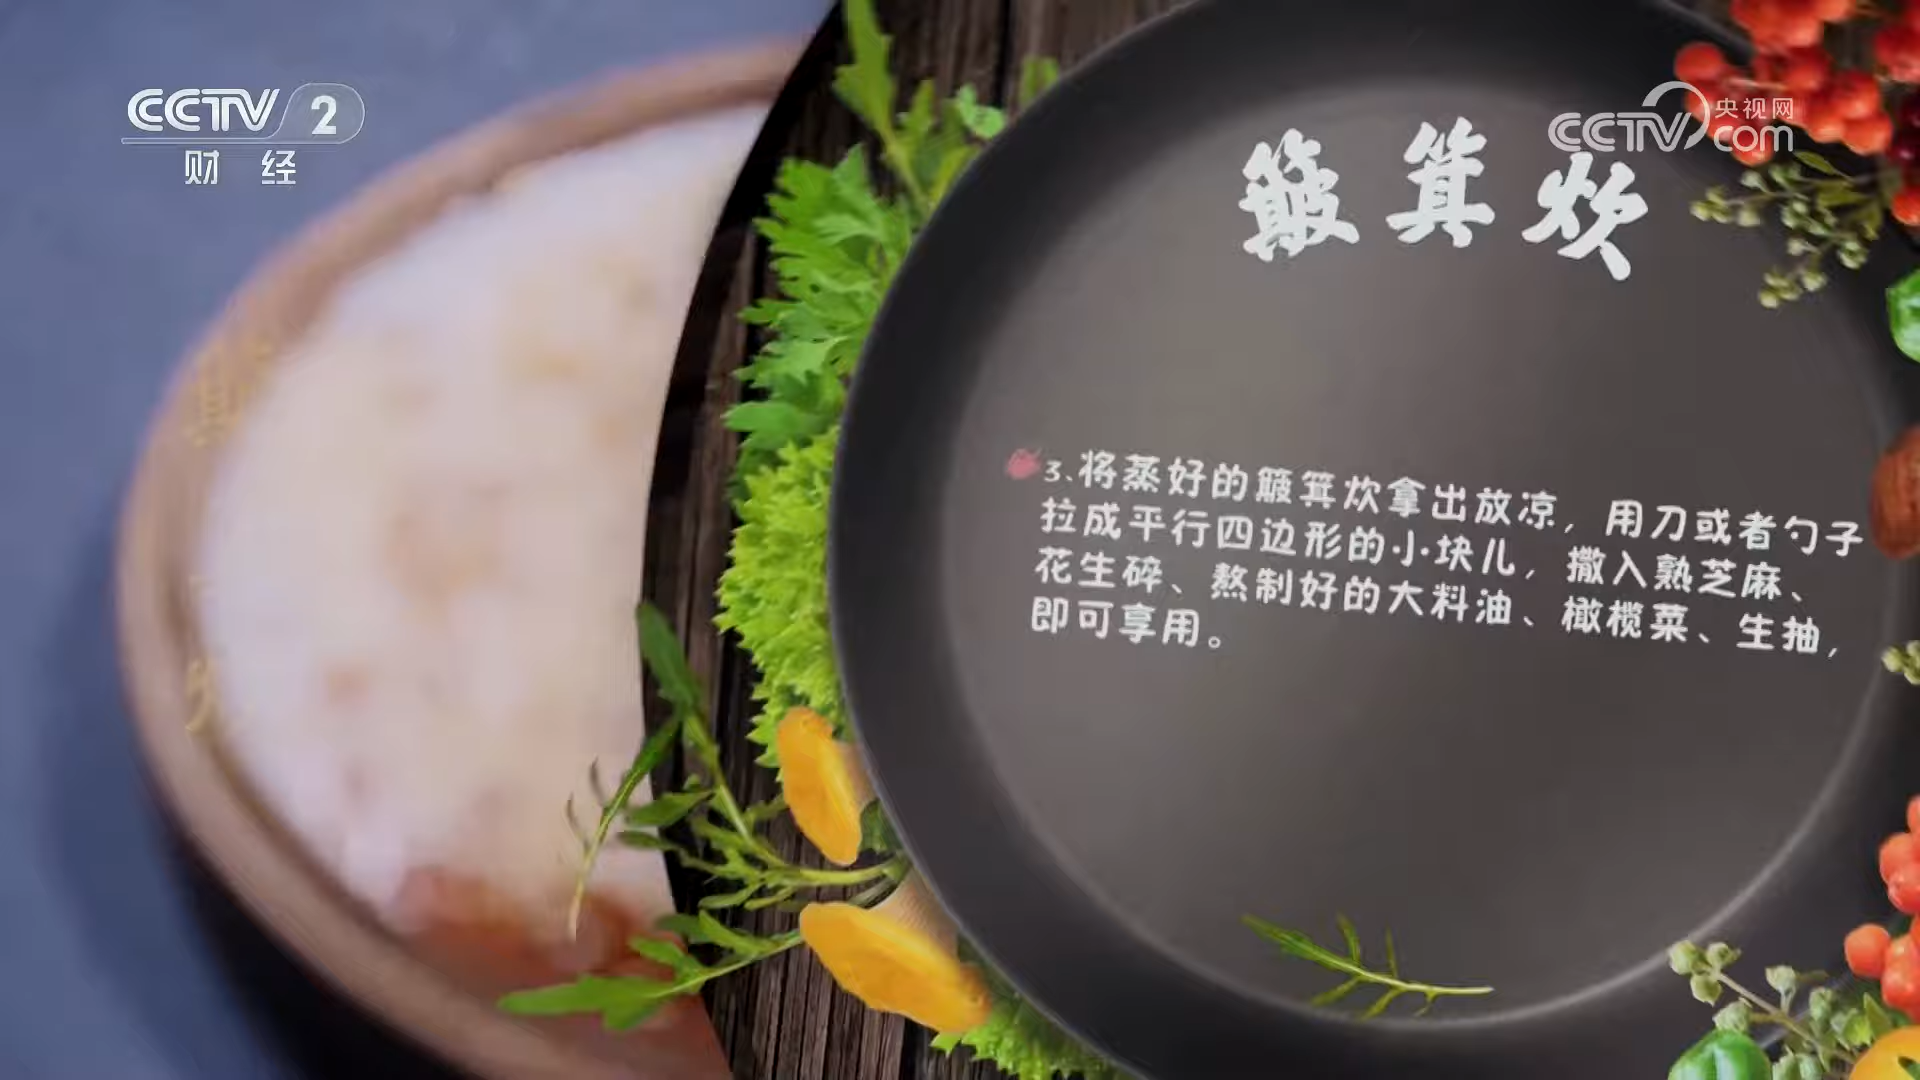 CCTV 2
财 经
央视网
CCTV.com
簸箕炊
3.将蒸好的簸箕炊拿出放凉，用刀或者勺子
拉成平行四边形的小块儿，撒入熟芝麻、
花生碎、熬制好的大料油、橄榄菜、生抽，
即可享用。